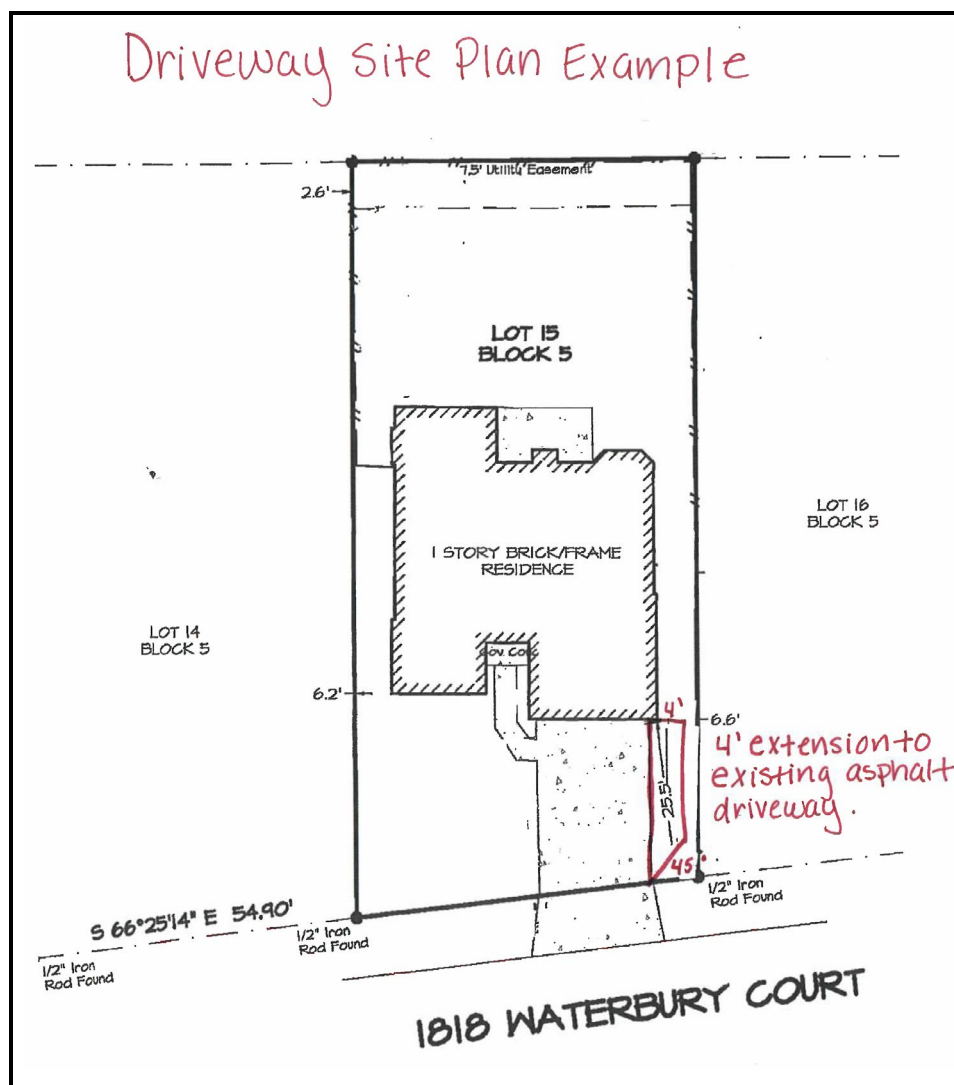 Driveway Site Plan Example
7.5' Utility Easement
2.6'
LOT 15
BLOCK 5
LOT 16
BLOCK 5
1 STORY BRICK/FRAME
RESIDENCE
LOT 14
BLOCK 5
6.2'
4'
6.6'
4' extension to
existing asphalt
driveway.
25.5'
45°
S 66°25'14" E 54.90'
1/2" Iron
Rod Found
1/2" Iron
Rod Found
1/2" Iron
Rod Found
1818 WATERBURY COURT